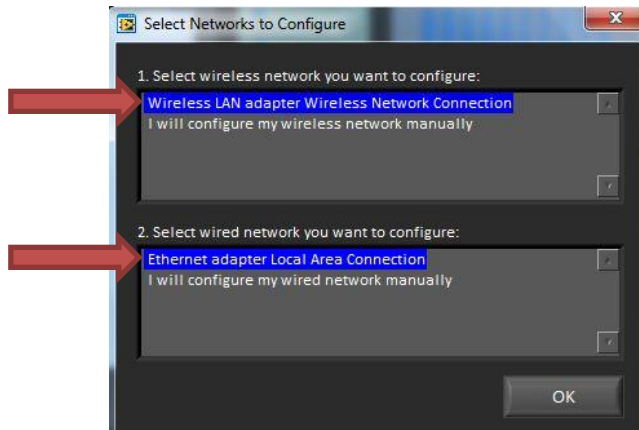 Select Networks to Configure
1. Select wireless network you want to configure:
Wireless LAN adapter Wireless Network Connection
I will configure my wireless network manually
2. Select wired network you want to configure:
Ethernet adapter Local Area Connection
I will configure my wired network manually
OK